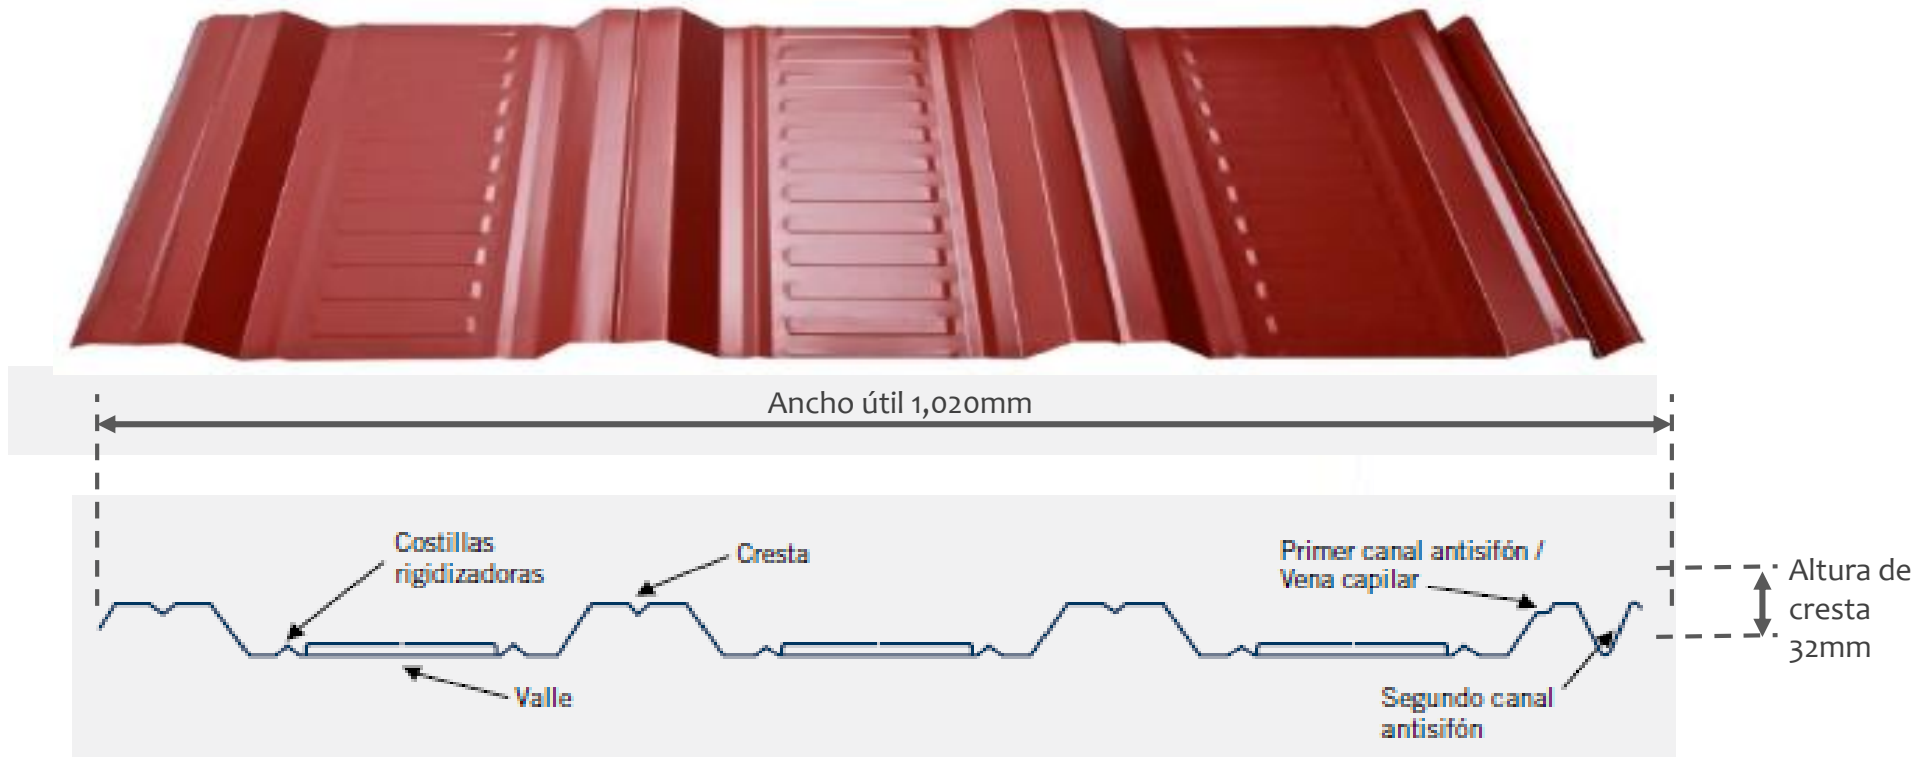 Ancho útil 1,020mm
Costillas
rigidizadoras
Cresta
Primer canal antisifón /
Vena capilar
Altura de
cresta
32mm
Valle
Segundo canal
antisifón